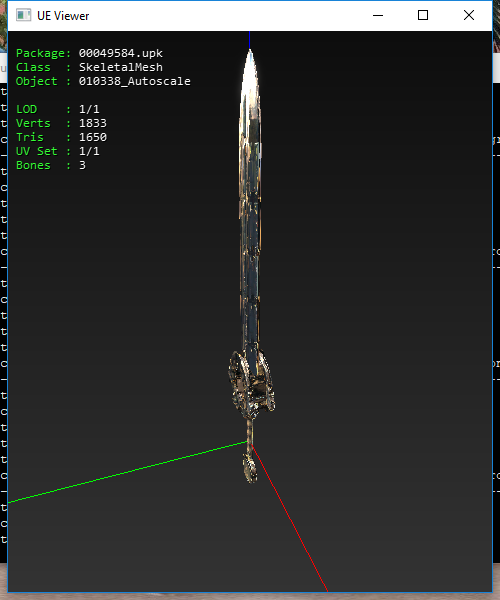 UE Viewer
Package: 00049584.upk
Class  : SkeletalMesh
Object : 010338_Autoscale
LOD    : 1/1
Verts  : 1833
Tris   : 1650
UV Set : 1/1
Bones  : 3